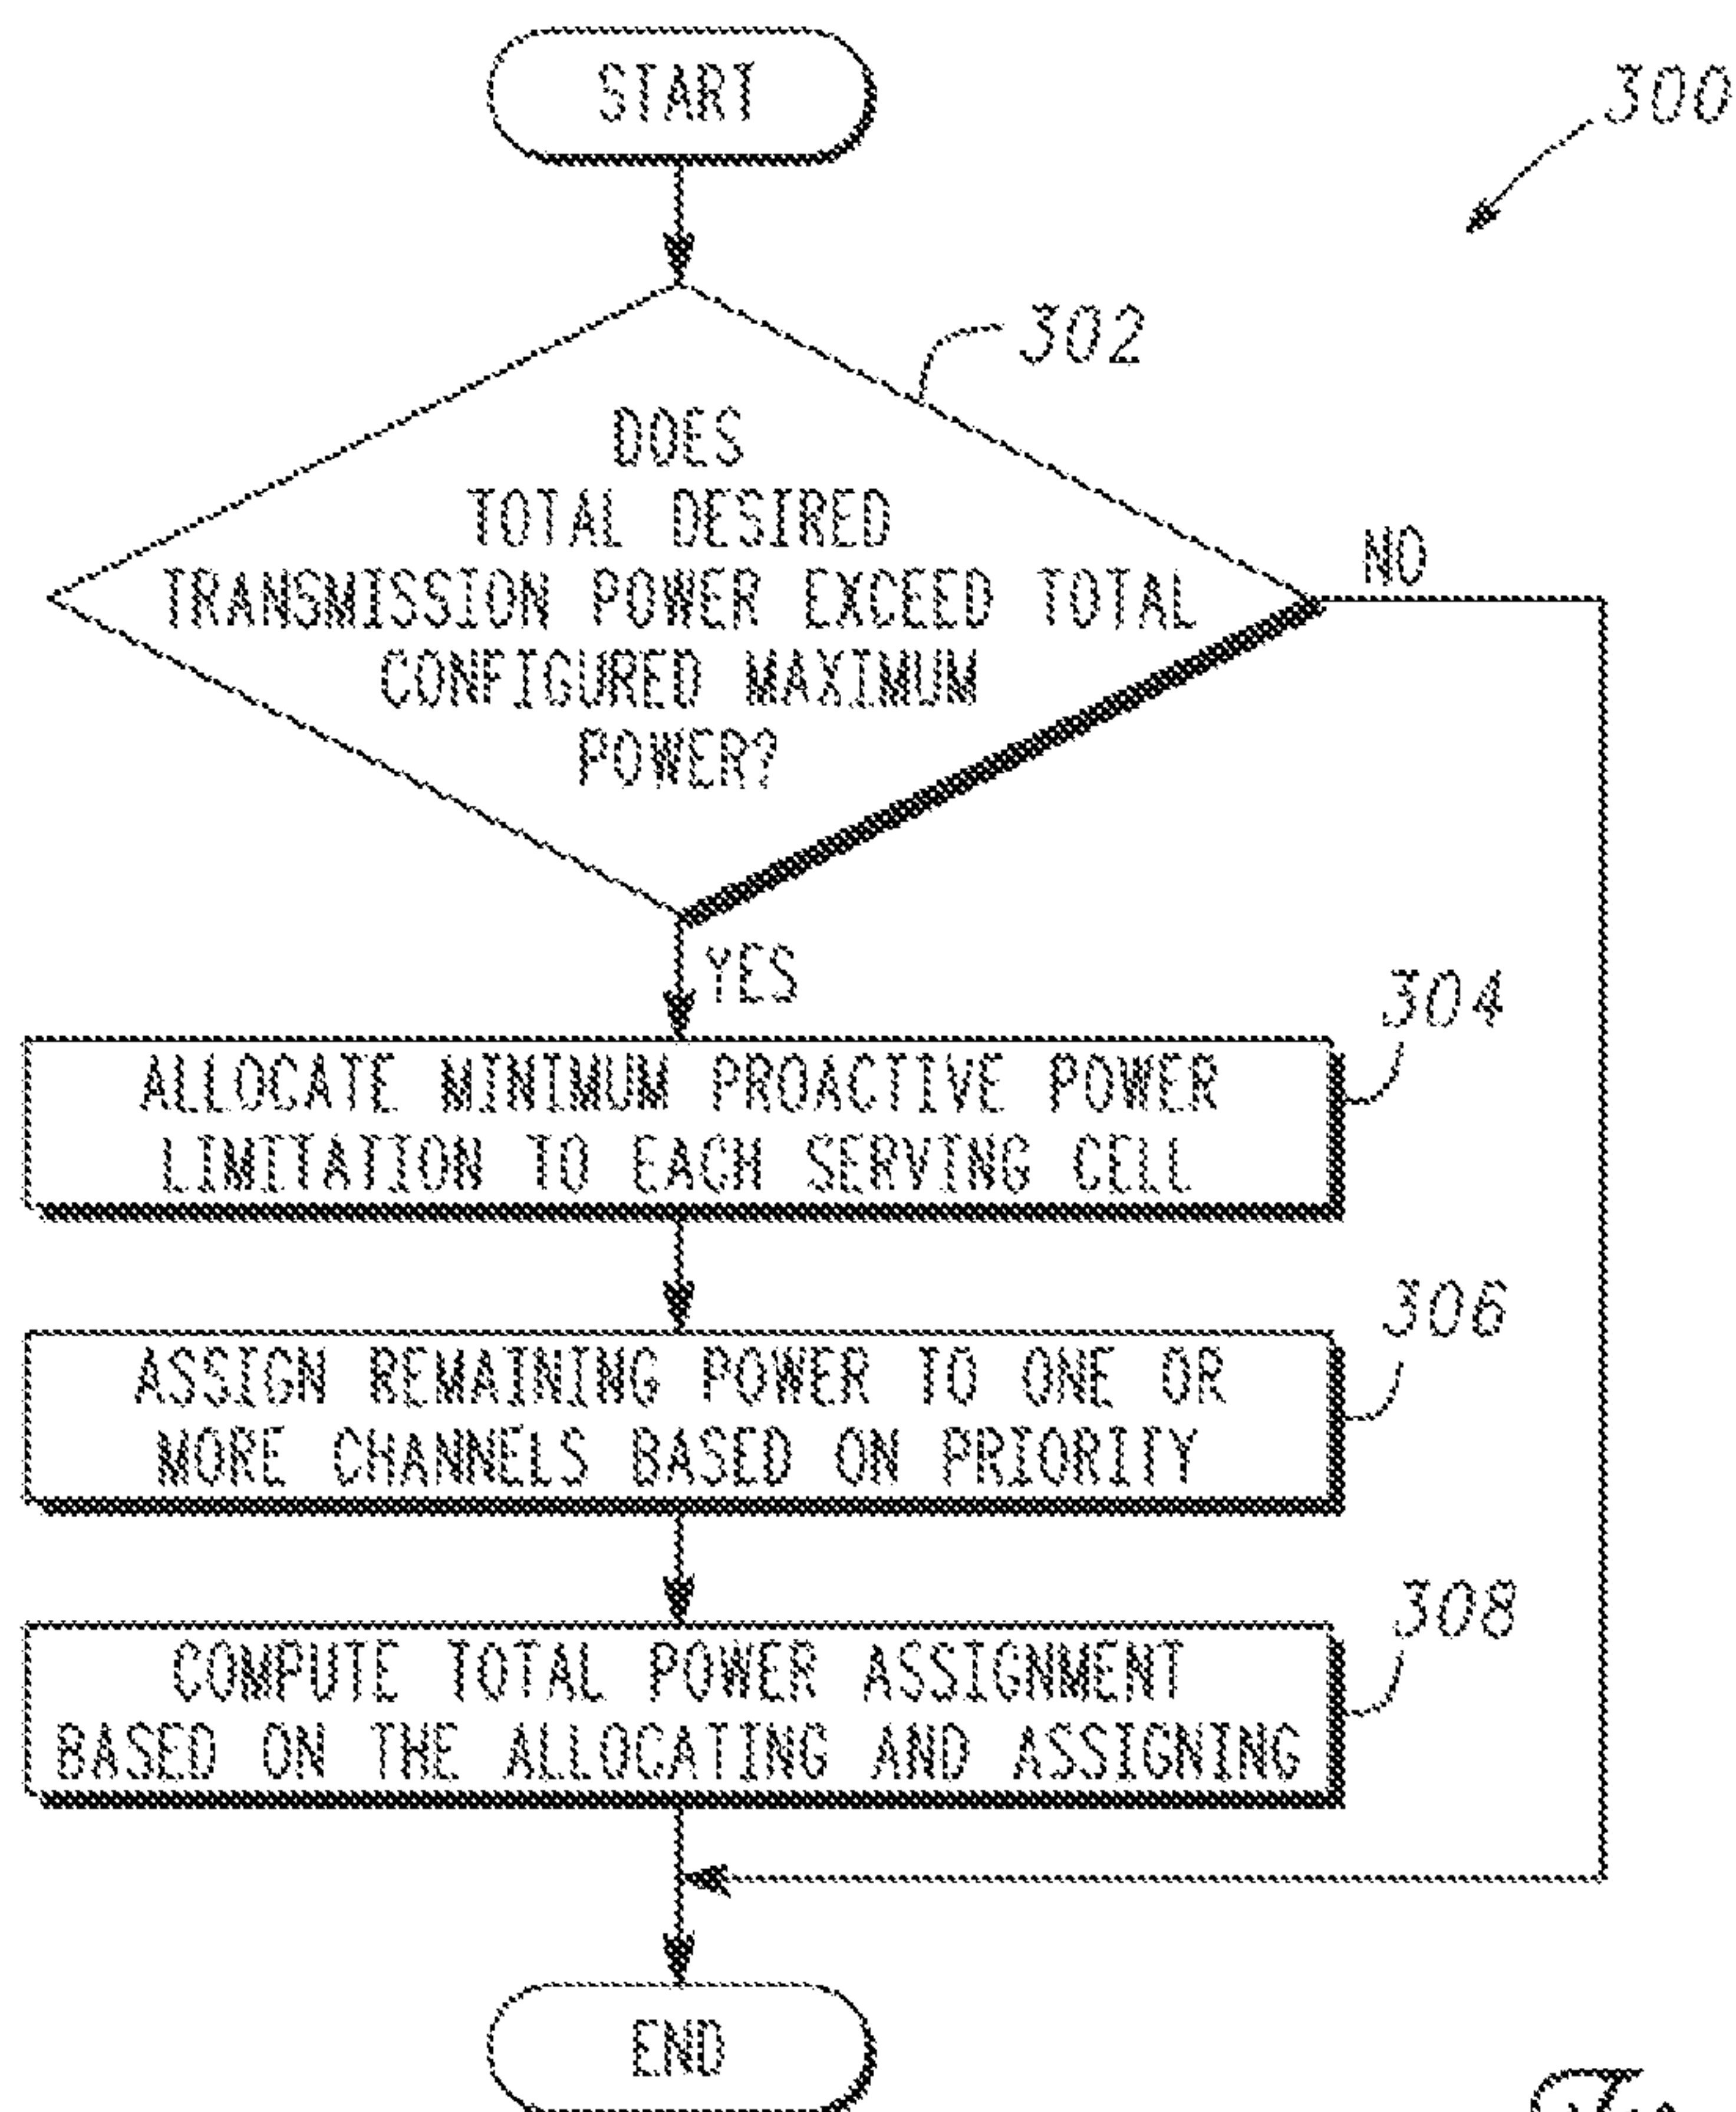 START
300
302
DOES
TOTAL DESIRED
TRANSMISSION POWER EXCEED TOTAL
CONFIGURED MAXIMUM
POWER?
NO
YES
304
ALLOCATE MINIMUM PROACTIVE POWER
LIMITATION TO EACH SERVING CELL
306
ASSIGN REMAINING POWER TO ONE OR
MORE CHANNELS BASED ON PRIORITY
308
COMPUTE TOTAL POWER ASSIGNMENT
BASED ON THE ALLOCATING AND ASSIGNING
END